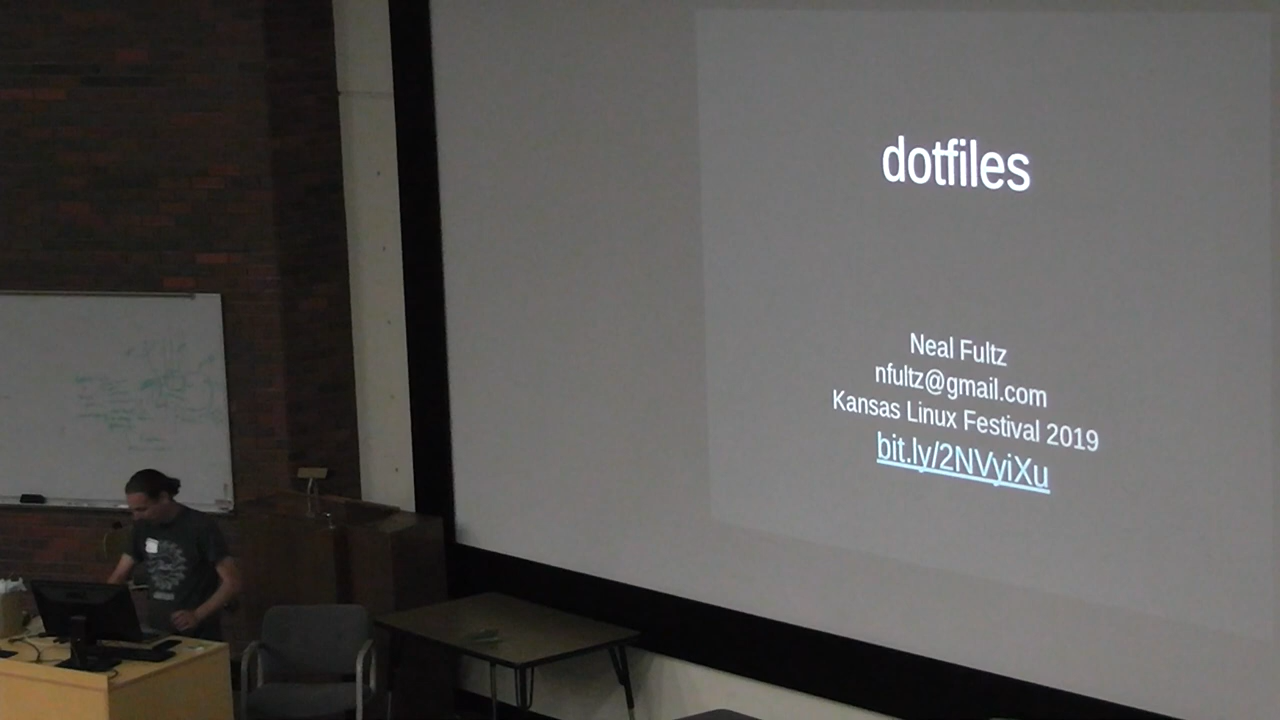 dotfiles
Neal Fultz
nfultz@gmail.com
Kansas Linux Festival 2019
bit.ly/2NVyiXu